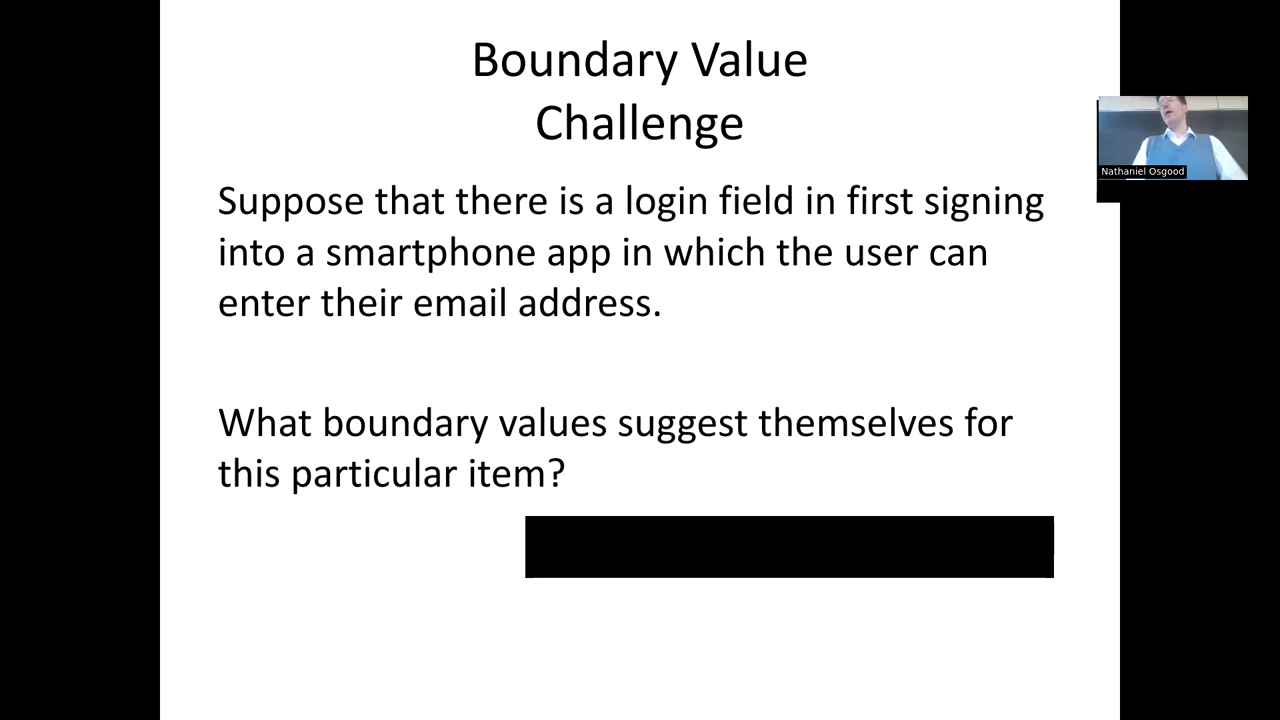 Boundary Value
Challenge
Suppose that there is a login field in first signing
into a smartphone app in which the user can
enter their email address.
What boundary values suggest themselves for
this particular item?
Nathaniel Osgood